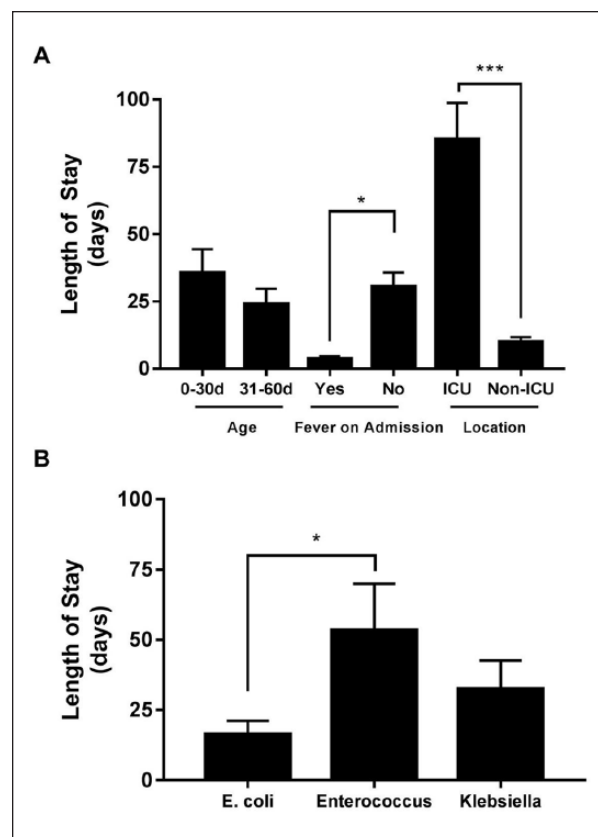 A
***
100
75
*
50
25
0
Length of Stay
(days)
0-30d 31-60d Yes No ICU Non-ICU
Age Fever on Admission Location
B
100
*
75
50
25
0
Length of Stay
(days)
E. coli Enterococcus Klebsiella